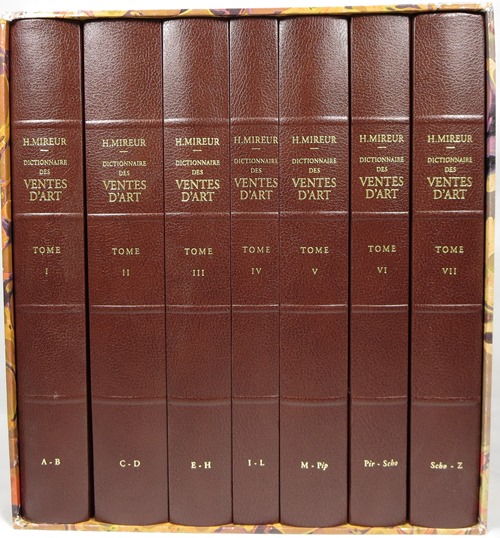 H.MIREUR
DICTIONNAIRE
DES
VENTES
D'ART
TOME
I
A-B
H.MIREUR
DICTIONNAIRE
DES
VENTES
D'ART
TOME
II
C-D
H.MIREUR
DICTIONNAIRE
DES
VENTES
D'ART
TOME
III
E-H
H.MIREUR
DICTIONNAIRE
DES
VENTES
D'ART
TOME
IV
I-L
H.MIREUR
DICTIONNAIRE
DES
VENTES
D'ART
TOME
V
M-Pip
H.MIREUR
DICTIONNAIRE
DES
VENTES
D'ART
TOME
VI
Pir-Scho
H.MIREUR
DICTIONNAIRE
DES
VENTES
D'ART
TOME
VII
Scho-Z